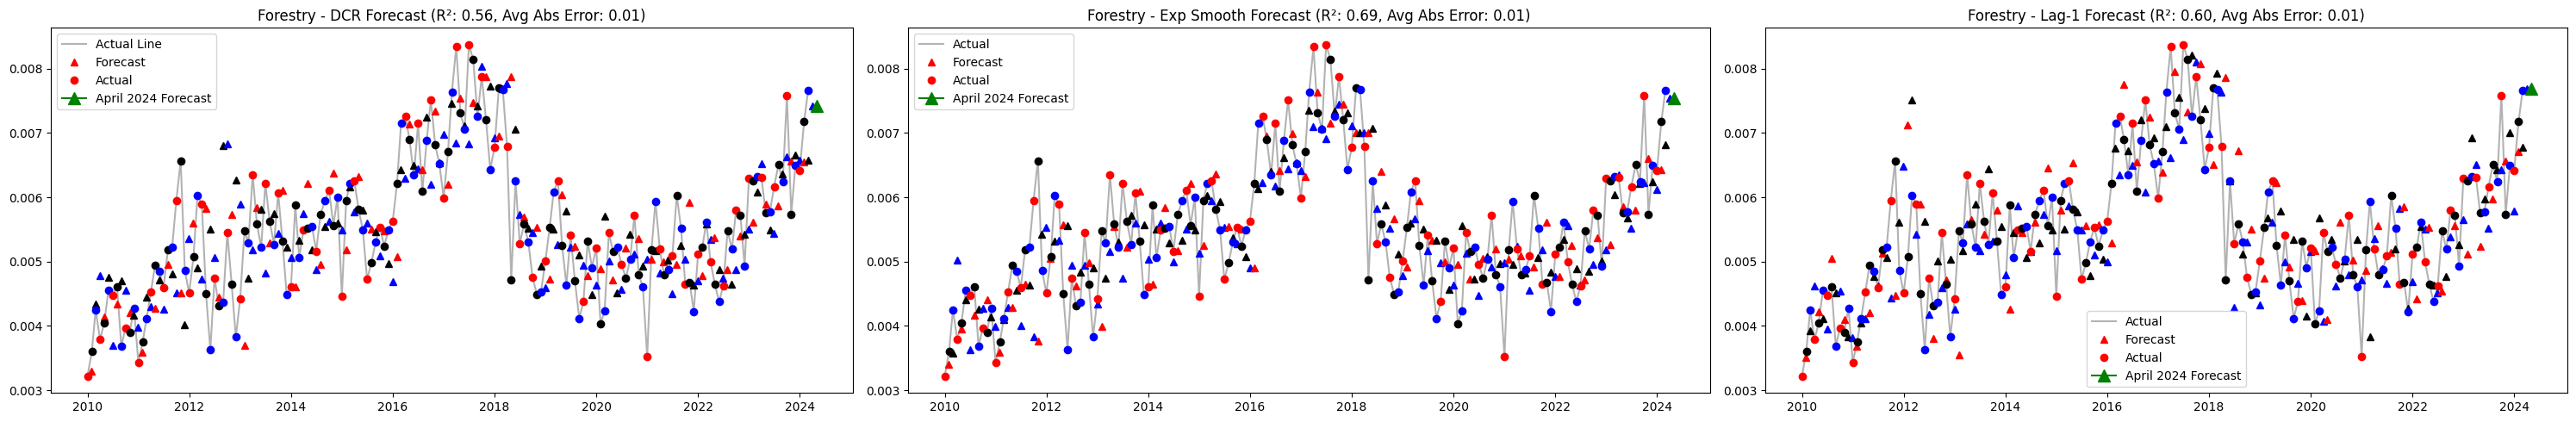 Forestry - DCR Forecast (R²: 0.56, Avg Abs Error: 0.01)
Actual Line
Forecast
Actual
April 2024 Forecast
0.008
0.007
0.006
0.005
0.004
0.003
2010 2012 2014 2016 2018 2020 2022 2024
Forestry - Exp Smooth Forecast (R²: 0.69, Avg Abs Error: 0.01)
Actual
Forecast
Actual
April 2024 Forecast
0.008
0.007
0.006
0.005
0.004
0.003
2010 2012 2014 2016 2018 2020 2022 2024
Forestry - Lag-1 Forecast (R²: 0.60, Avg Abs Error: 0.01)
0.008
0.007
0.006
0.005
0.004
0.003
Actual
Forecast
Actual
April 2024 Forecast
2010 2012 2014 2016 2018 2020 2022 2024